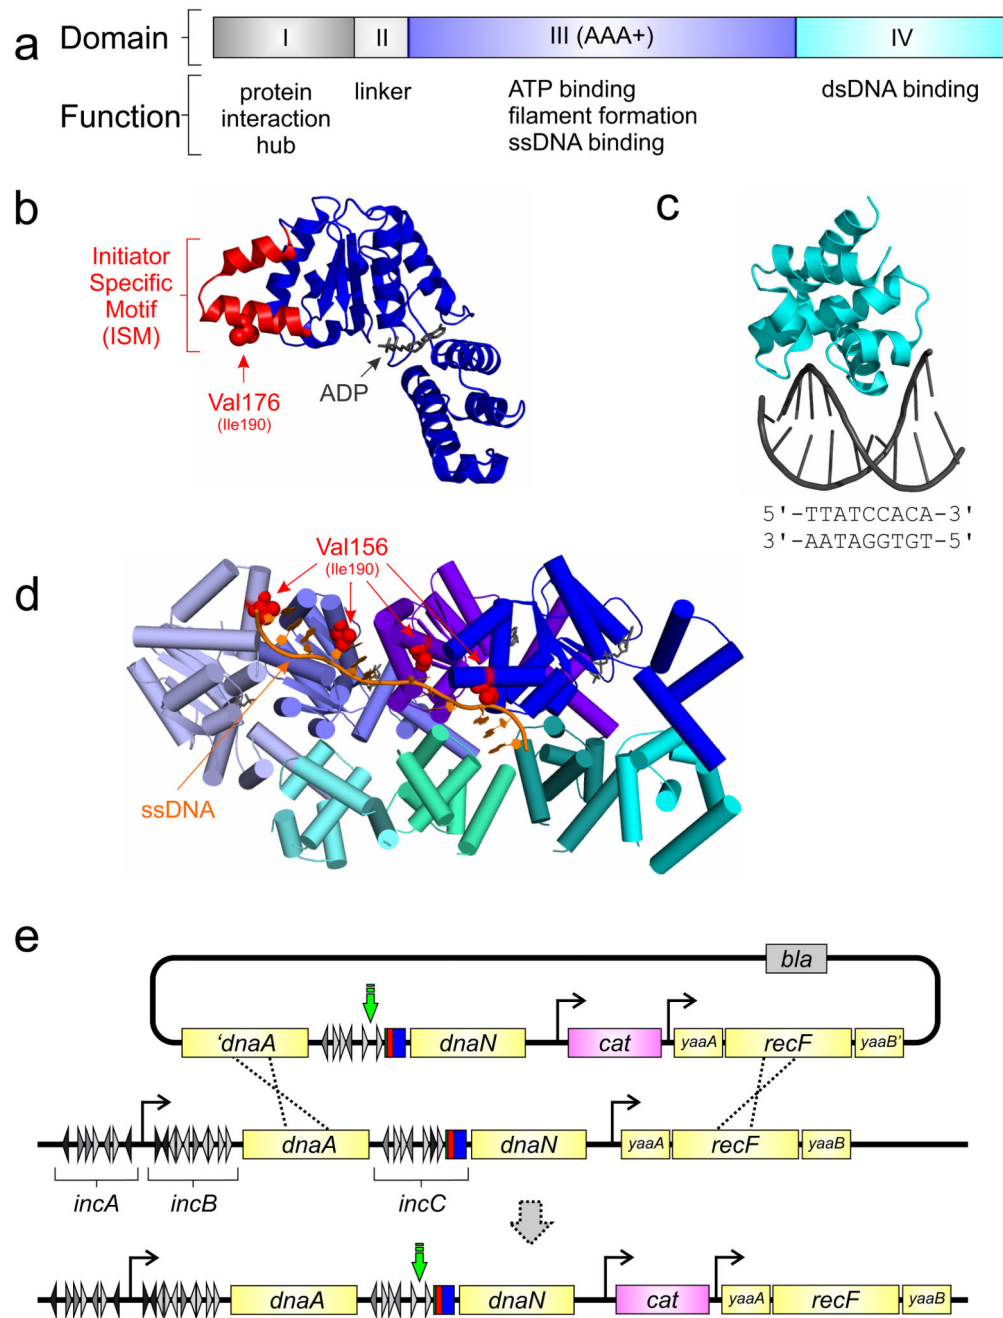 a
Domain
I
II
III (AAA+)
IV
Function
protein
interaction
hub
linker
ATP binding
filament formation
ssDNA binding
dsDNA binding
b
Initiator
Specific
Motif
(ISM)
Val176
(Ile190)
ADP
c
5'-TTATCCACA-3'
3'-AATAGGTGT-5'
d
Val156
(Ile190)
ssDNA
e
bla
'dnaA
dnaN
cat
yaaA
recF
yaaB'
dnaA
dnaN
yaaA
recF
yaaB
incA
incB
incC
dnaA
dnaN
cat
yaaA
recF
yaaB